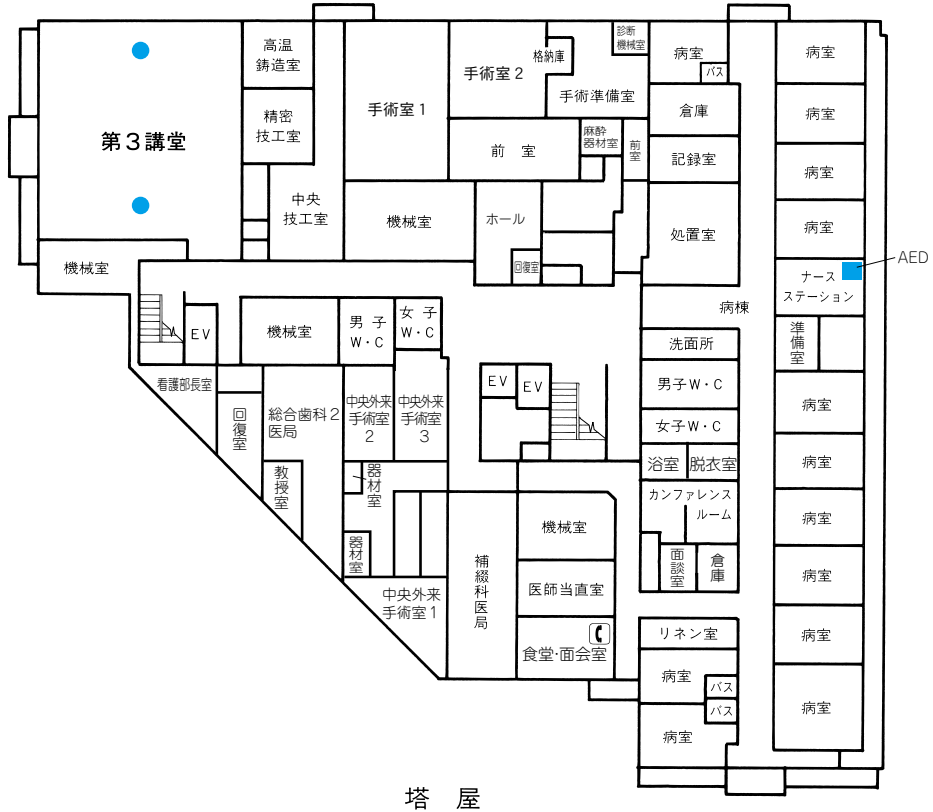 第3講堂
高温
鋳造室
精密
技工室
中央
技工室
手術室1
手術室2
格納庫
診断
機械室
手術準備室
前 室
麻酔
器材室
前室
機械室
ホール
回復室
病室
バス
倉庫
記録室
処置室
病室
病室
病室
病室
AED
ナース
ステーション
準備室
病棟
機械室
EV
機械室
男 子
W・C
女 子
W・C
洗面所
男子W・C
女子W・C
浴室
脱衣室
カンファレンス
ルーム
面談室
倉庫
EV
EV
看護部長室
回復室
総合歯科2
医局
教授室
中央外来
手術室
2
中央外来
手術室
3
器材室
器材室
中央外来
手術室1
補綴科医局
機械室
医師当直室
食堂・面会室
リネン室
病室
バス
バス
病室
病室
病室
病室
病室
病室
病室
塔 屋